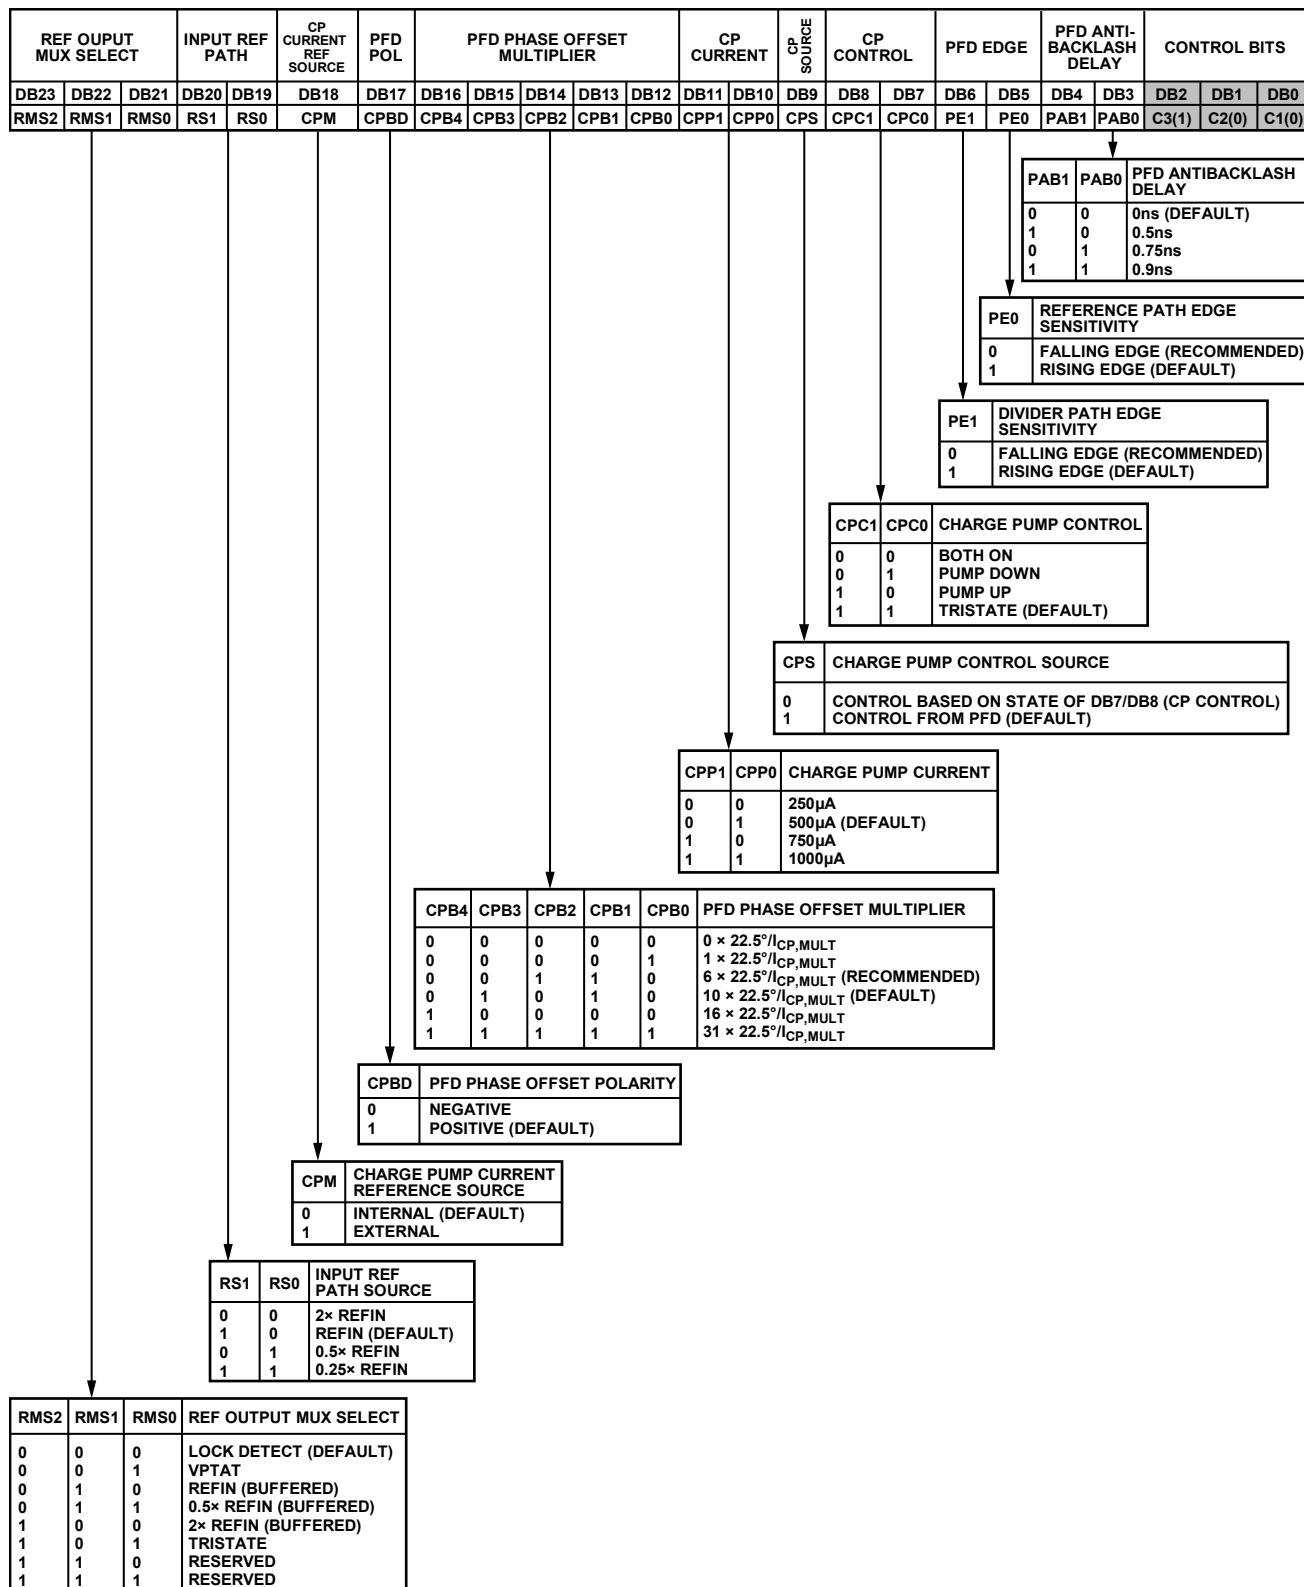 REF OUPUT MUX SELECT	INPUT REF PATH	CP CURRENT REF SOURCE	PFD POL	PFD PHASE OFFSET MULTIPLIER	CP CURRENT	CP SOURCE	CP CONTROL	PFD EDGE	PFD ANTI-BACKLASH DELAY	CONTROL BITS
DB23 DB22 DB21 DB20 DB19 DB18 DB17 DB16 DB15 DB14 DB13 DB12 DB11 DB10 DB9 DB8 DB7 DB6 DB5 DB4 DB3 DB2 DB1 DB0
RMS2 RMS1 RMS0 RS1 RS0 CPM CPBD CPB4 CPB3 CPB2 CPB1 CPB0 CPP1 CPP0 CPS CPC1 CPC0 PE1 PE0 PAB1 PAB0 C3(1) C2(0) C1(0)
PAB1 PAB0 PFD ANTIBACKLASH DELAY
0 0 0ns (DEFAULT)
1 0 0.5ns
0 1 0.75ns
1 1 0.9ns
PE0 REFERENCE PATH EDGE SENSITIVITY
0 FALLING EDGE (RECOMMENDED)
1 RISING EDGE (DEFAULT)
PE1 DIVIDER PATH EDGE SENSITIVITY
0 FALLING EDGE (RECOMMENDED)
1 RISING EDGE (DEFAULT)
CPC1 CPC0 CHARGE PUMP CONTROL
0 0 BOTH ON
0 1 PUMP DOWN
1 0 PUMP UP
1 1 TRISTATE (DEFAULT)
CPS CHARGE PUMP CONTROL SOURCE
0 CONTROL BASED ON STATE OF DB7/DB8 (CP CONTROL)
1 CONTROL FROM PFD (DEFAULT)
CPP1 CPP0 CHARGE PUMP CURRENT
0 0 250µA
0 1 500µA (DEFAULT)
1 0 750µA
1 1 1000µA
CPB4 CPB3 CPB2 CPB1 CPB0 PFD PHASE OFFSET MULTIPLIER
0 0 0 0 0 0 × 22.5°/ICP,MULT
0 0 0 0 1 1 × 22.5°/ICP,MULT
0 0 1 1 0 6 × 22.5°/ICP,MULT (RECOMMENDED)
0 1 0 1 0 10 × 22.5°/ICP,MULT (DEFAULT)
1 0 0 0 0 16 × 22.5°/ICP,MULT
1 1 1 1 1 31 × 22.5°/ICP,MULT
CPBD PFD PHASE OFFSET POLARITY
0 NEGATIVE
1 POSITIVE (DEFAULT)
CPM CHARGE PUMP CURRENT REFERENCE SOURCE
0 INTERNAL (DEFAULT)
1 EXTERNAL
RS1 RS0 INPUT REF PATH SOURCE
0 0 2× REFIN
1 0 REFIN (DEFAULT)
0 1 0.5× REFIN
1 1 0.25× REFIN
RMS2 RMS1 RMS0 REF OUTPUT MUX SELECT
0 0 0 LOCK DETECT (DEFAULT)
0 0 1 VPTAT
0 1 0 REFIN (BUFFERED)
0 1 1 0.5× REFIN (BUFFERED)
1 0 0 2× REFIN (BUFFERED)
1 0 1 TRISTATE
1 1 0 RESERVED
1 1 1 RESERVED